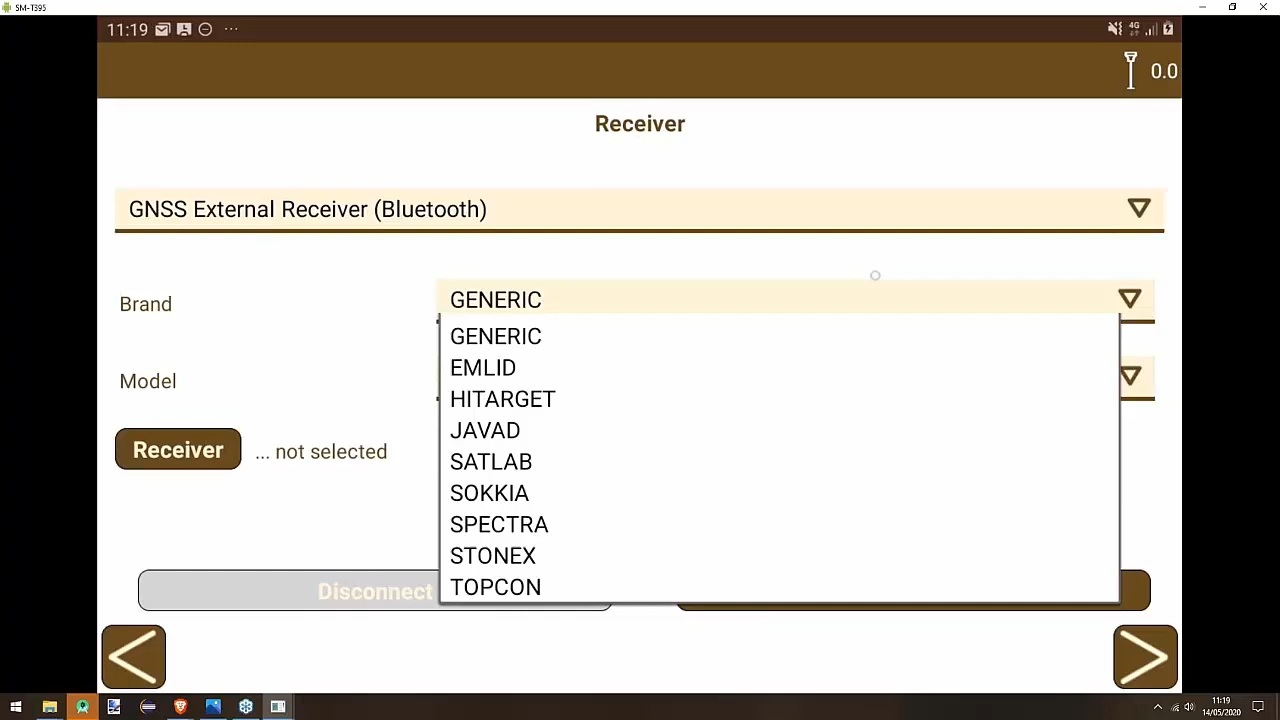 SM-T395
11:19
4G
0.0
Receiver
GNSS External Receiver (Bluetooth)
Brand
GENERIC
GENERIC
EMLID
HITARGET
JAVAD
SATLAB
SOKKIA
SPECTRA
STONEX
TOPCON
Model
Receiver ... not selected
Disconnect
11:19
14/05/2020